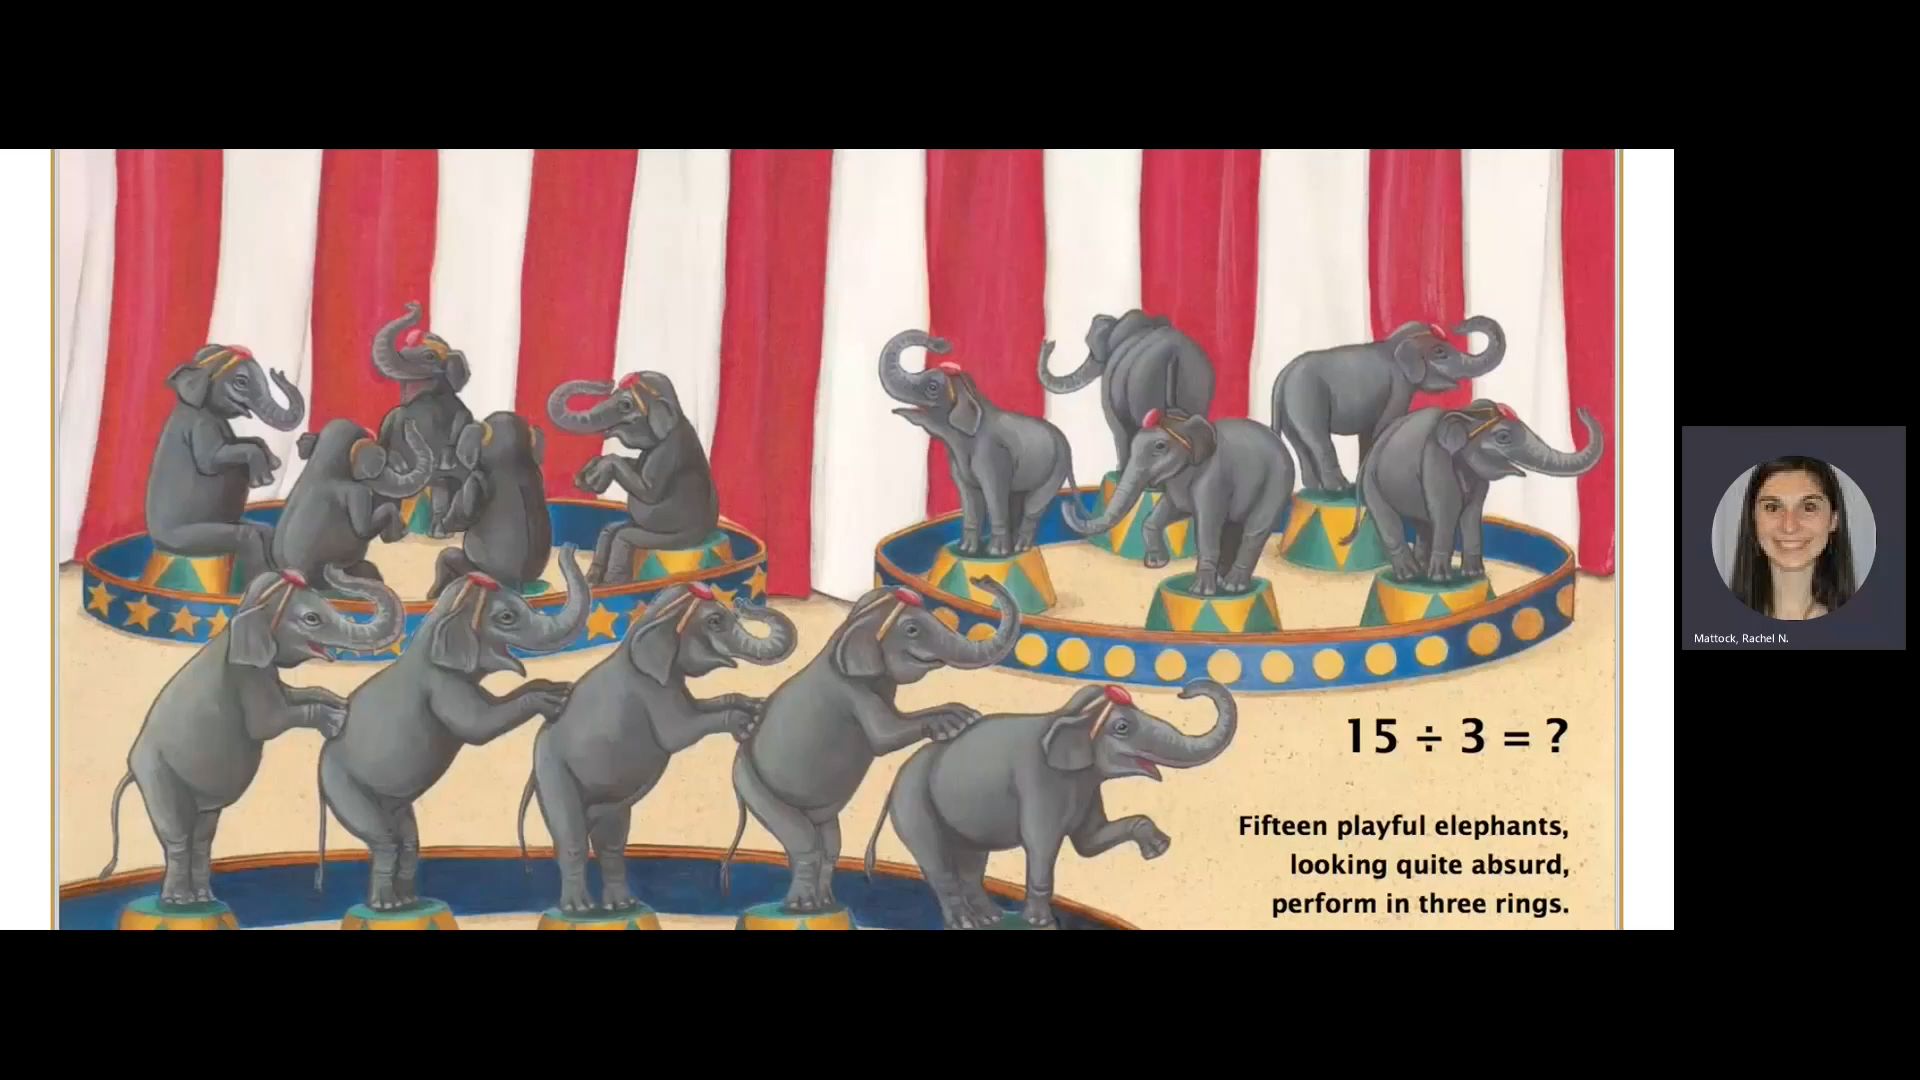 15 ÷ 3 = ?
Fifteen playful elephants,
looking quite absurd,
perform in three rings.
Mattock, Rachel N.